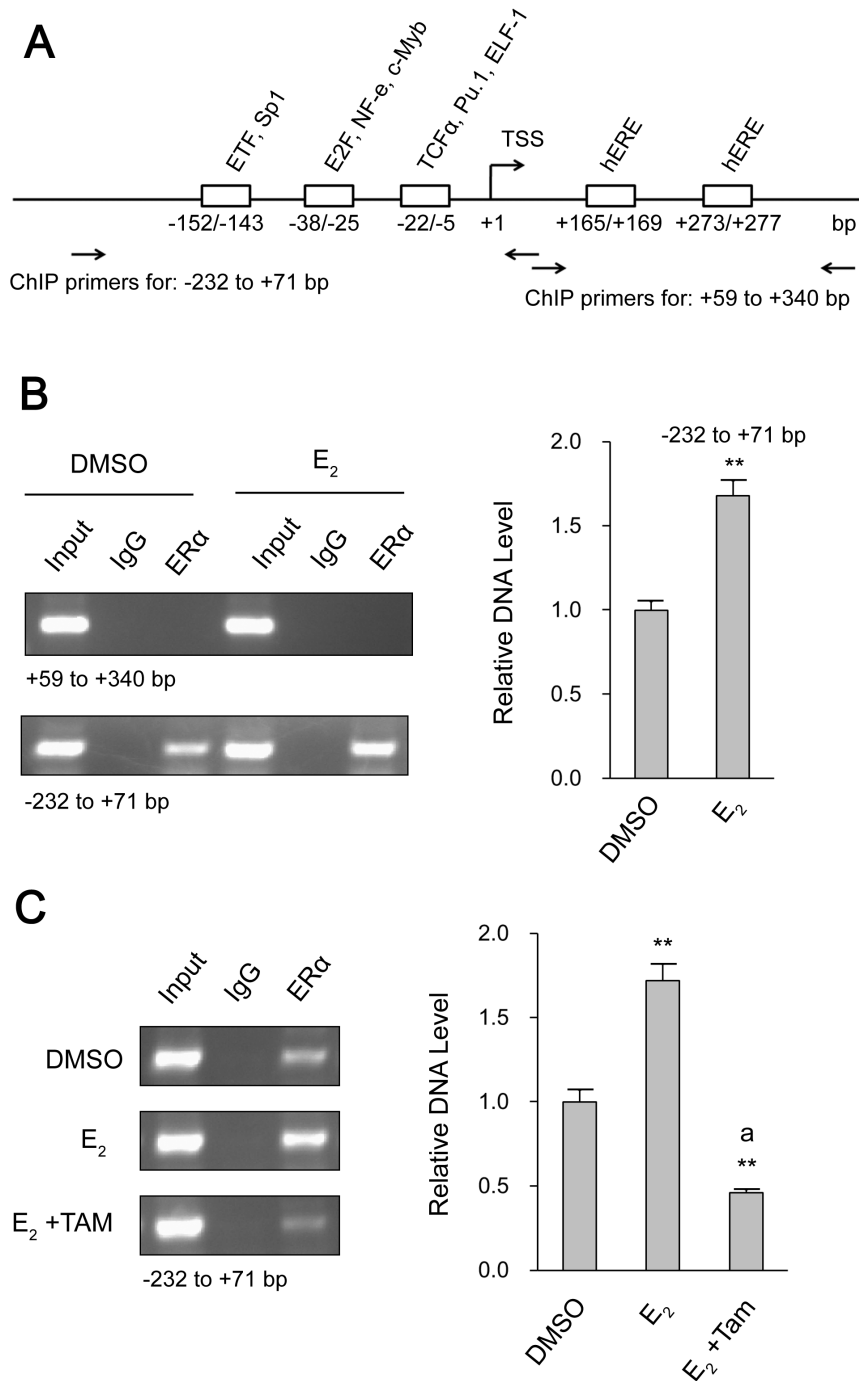 A
ETF, Sp1
E2F, NF-e, c-Myb
TCFα, Pu.1, ELF-1
TSS
hERE
hERE
-152/-143
-38/-25
-22/-5
+1
+165/+169
+273/+277
bp
ChIP primers for: -232 to +71 bp
ChIP primers for: +59 to +340 bp
B
DMSO
E₂
Input
IgG
ERα
Input
IgG
ERα
+59 to +340 bp
-232 to +71 bp
-232 to +71 bp
**
Relative DNA Level
2.0
1.5
1.0
0.5
0.0
DMSO
E₂
C
Input
IgG
ERα
DMSO
E₂
E₂ +TAM
-232 to +71 bp
Relative DNA Level
2.0
1.5
1.0
0.5
0.0
**
a
**
DMSO
E₂
E₂ +Tam